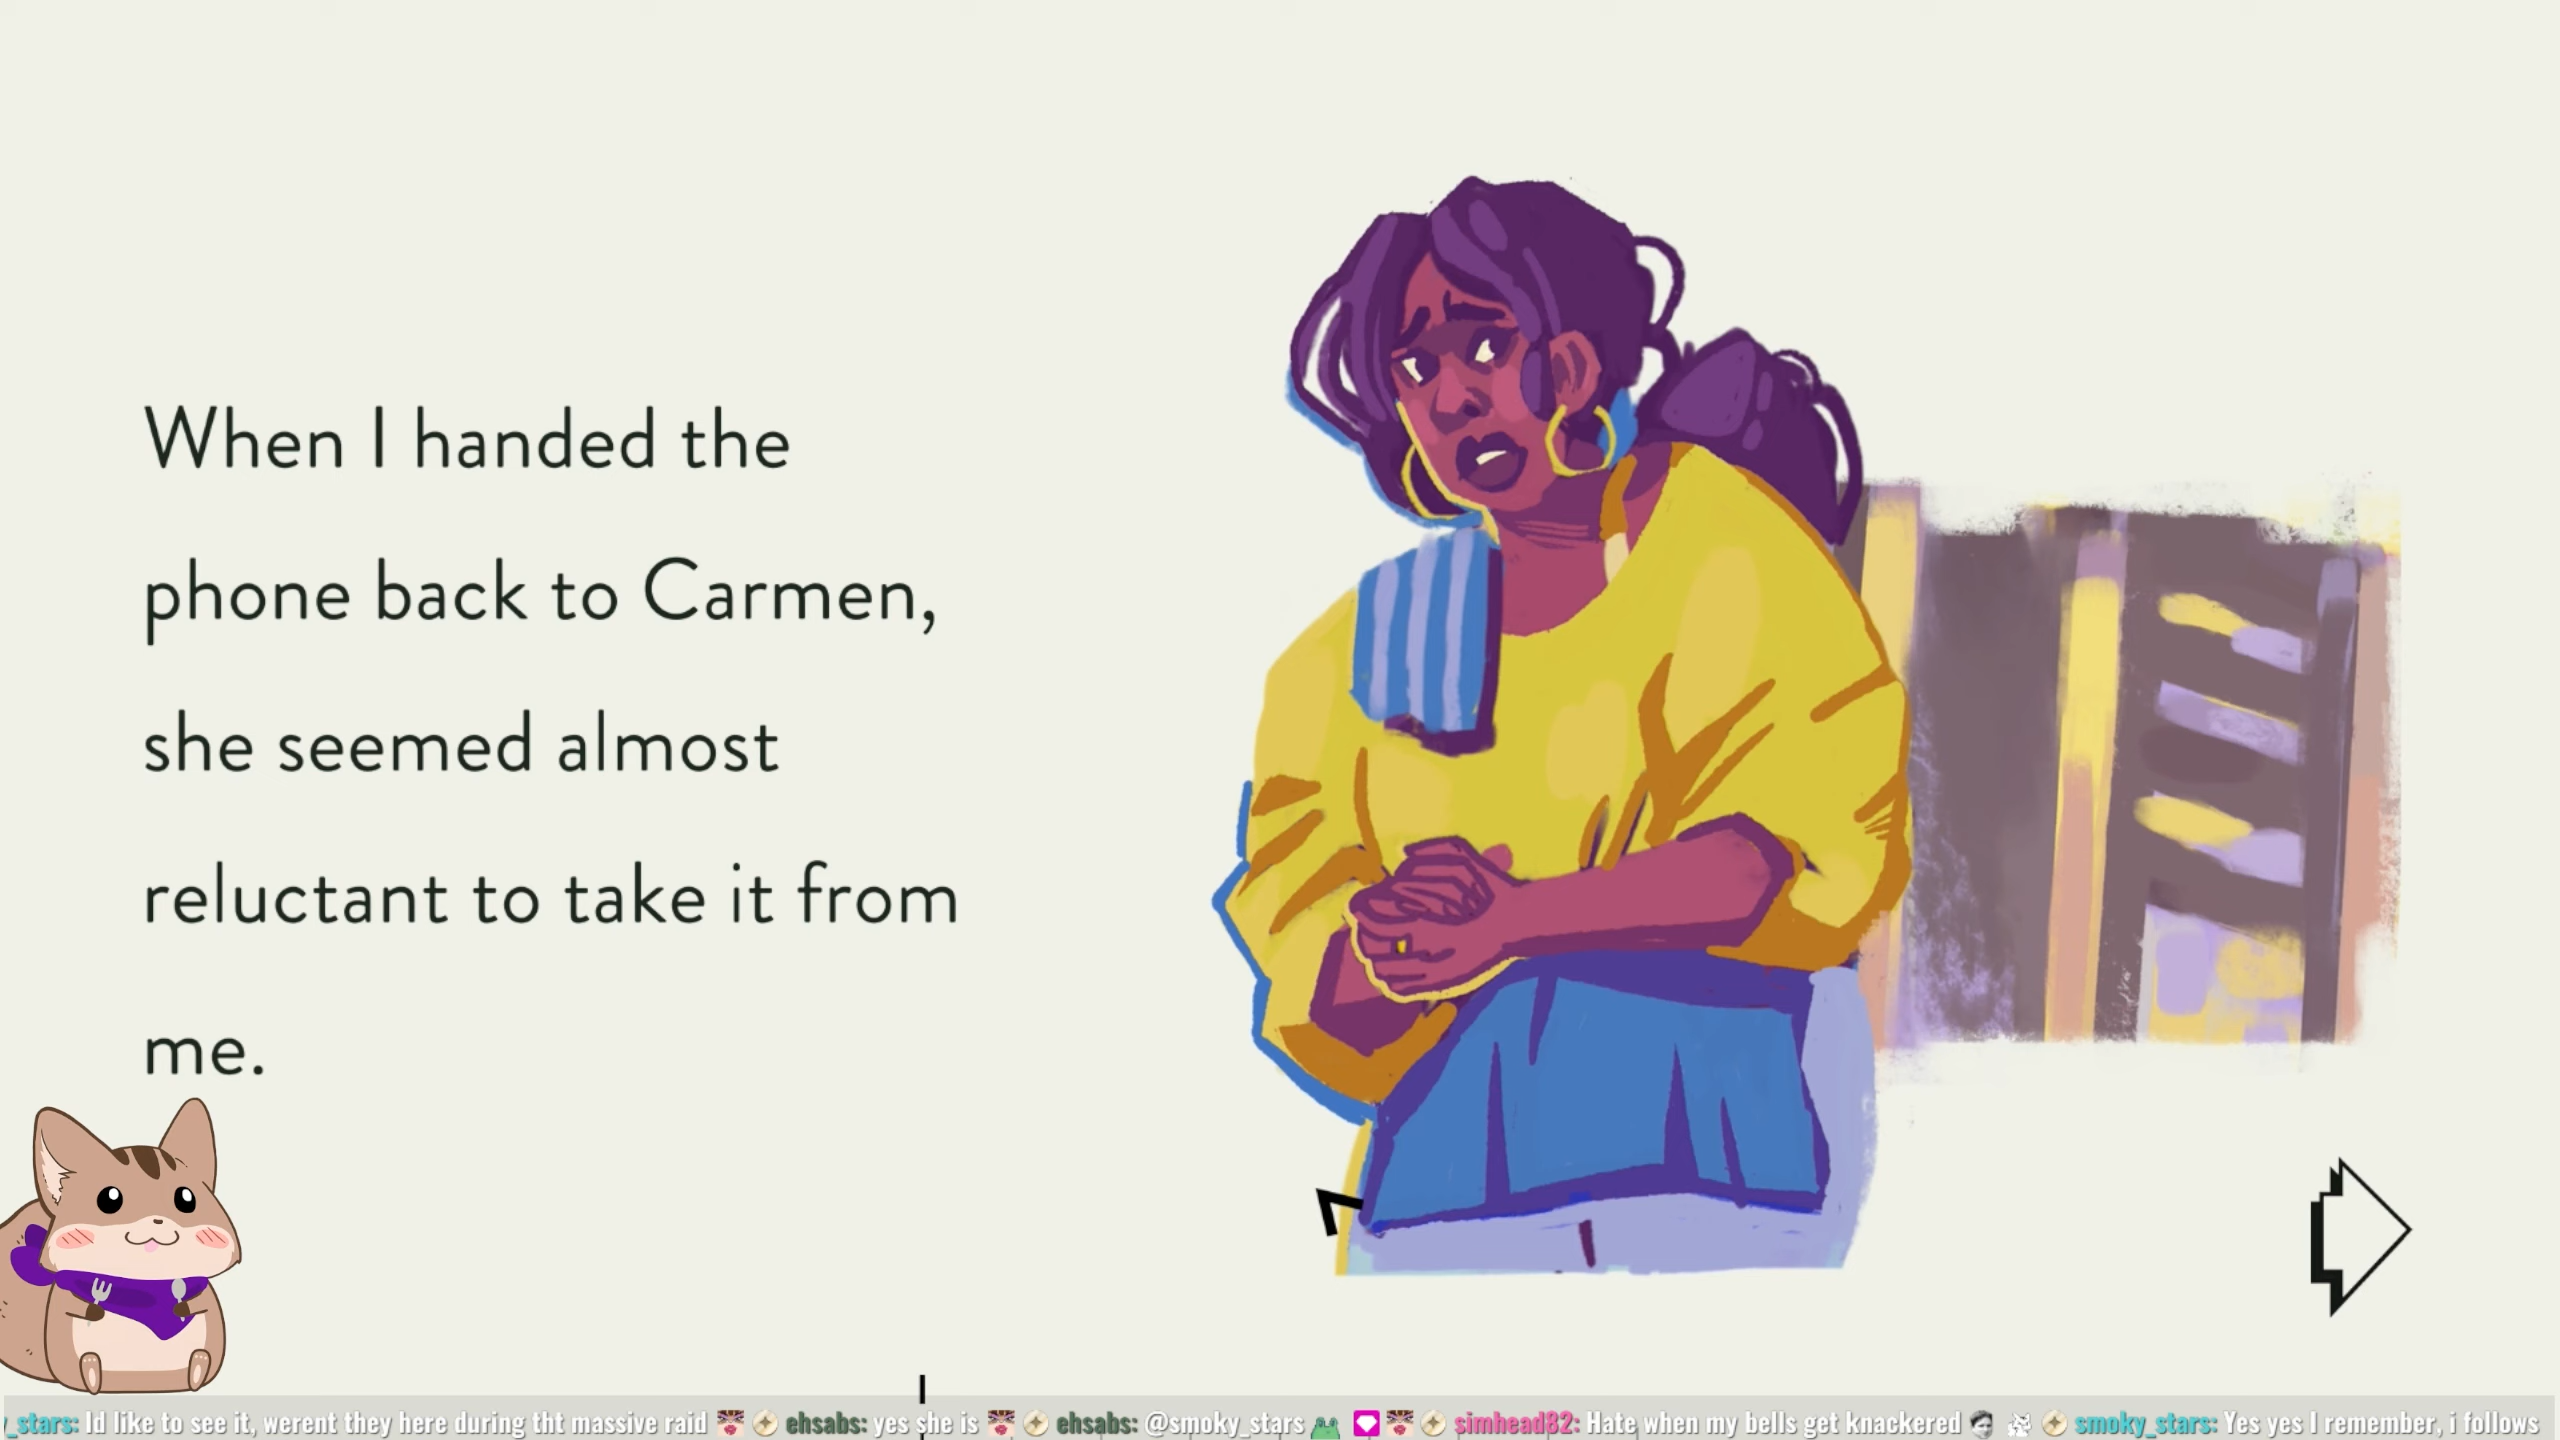 When I handed the
phone back to Carmen,
she seemed almost
reluctant to take it from
me.
_stars: Id like to see it, werent they here during tht massive raid ehsabs: yes she is ehsabs: @smoky_stars simhead82: Hate when my bells get knackered smoky_stars: Yes yes I remember, i follows